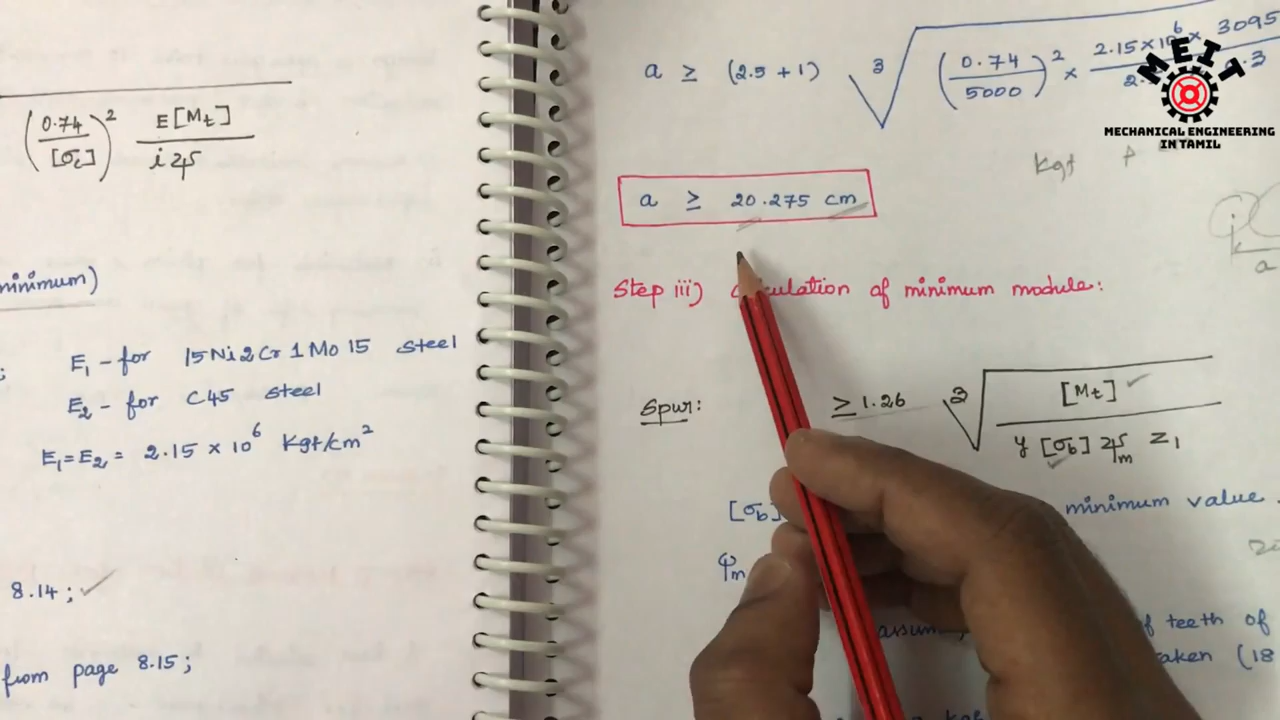 (0.74/[σc])² E[Mt]/iψ
minimum)
E₁ - for 15Ni2Cr1Mo15 steel
E₂ - for C45 steel
E₁ = E₂ = 2.15 × 10⁶ Kgf/cm²
8.14;
from page 8.15;
a ≥ (2.5 + 1) ³√ (0.74/5000)² × 2.15×10⁶ × 3095
a ≥ 20.275 cm
Kgf
a
Step iii) of minimum module:
Spur: ≥ 1.26 ³√ [Mt] / y [σb] ψm Z₁
[σb] minimum value
ψm
of teeth of
(18
MEIT
MECHANICAL ENGINEERING
IN TAMIL